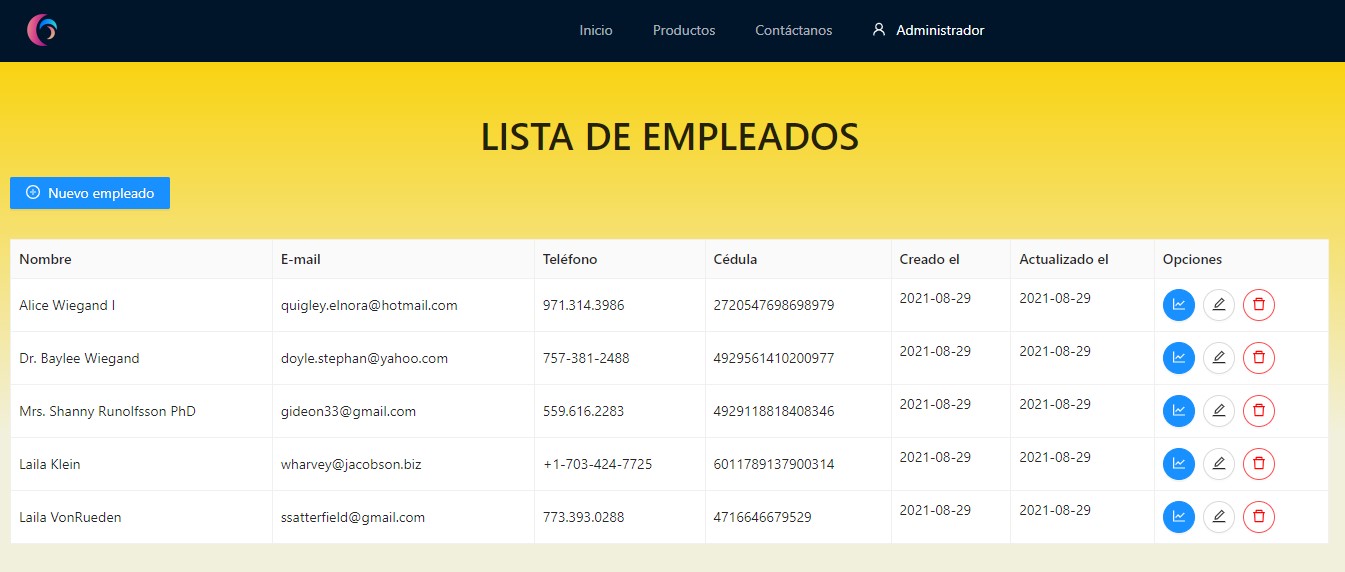 Inicio Productos Contáctanos Administrador
LISTA DE EMPLEADOS
Nuevo empleado
Nombre E-mail Teléfono Cédula Creado el Actualizado el Opciones
Alice Wiegand I quigley.elnora@hotmail.com 971.314.3986 2720547698698979 2021-08-29 2021-08-29
Dr. Baylee Wiegand doyle.stephan@yahoo.com 757-381-2488 4929561410200977 2021-08-29 2021-08-29
Mrs. Shanny Runolfsson PhD gideon33@gmail.com 559.616.2283 4929118818408346 2021-08-29 2021-08-29
Laila Klein wharvey@jacobson.biz +1-703-424-7725 6011789137900314 2021-08-29 2021-08-29
Laila VonRueden ssatterfield@gmail.com 773.393.0288 4716646679529 2021-08-29 2021-08-29